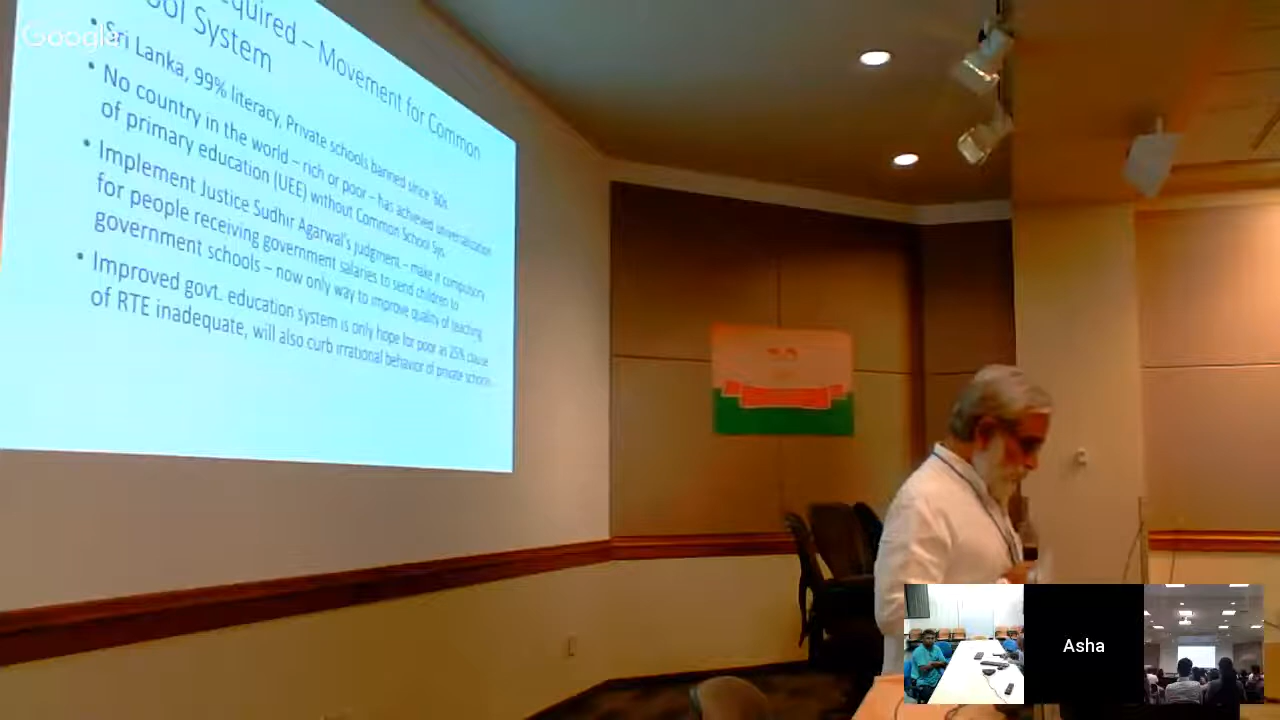 quired – Movement for Common
ool System
Google
• Sri Lanka, 99% literacy, Private schools banned since '60s
• No country in the world – rich or poor – has achieved universalization
of primary education (UEE) without Common School Sys.
• Implement Justice Sudhir Agarwal's judgment – make it compulsory
for people receiving government salaries to send children to
government schools – now only way to improve quality of teaching
• Improved govt. education system is only hope for poor as 25% clause
of RTE inadequate, will also curb irrational behavior of private schools
Asha